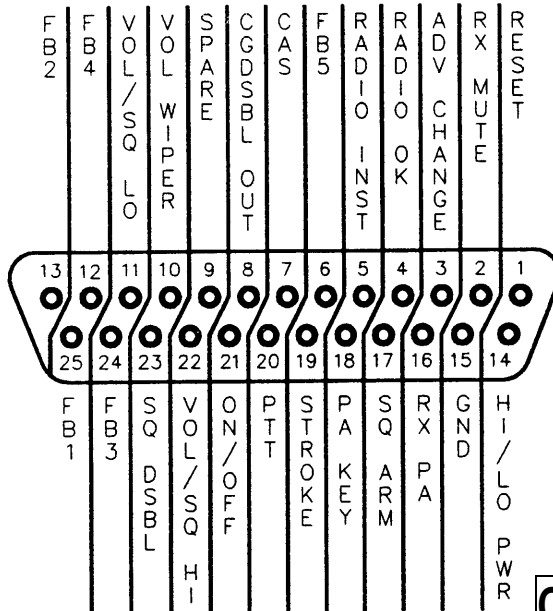 FB2
FB4
VOL/SQ LO
VOL WIPER
SPARE
CGDSBL OUT
CAS
FB5
RADIO INST
RADIO OK
ADV CHANGE
RX MUTE
RESET
13 12 11 10 9 8 7 6 5 4 3 2 1
25 24 23 22 21 20 19 18 17 16 15 14
FB1
FB3
SQ DSBL
VOL/SQ HI
ON/OFF
PTT
STROKE
PA KEY
SQ ARM
RX PA
GND
HI/LO PWR